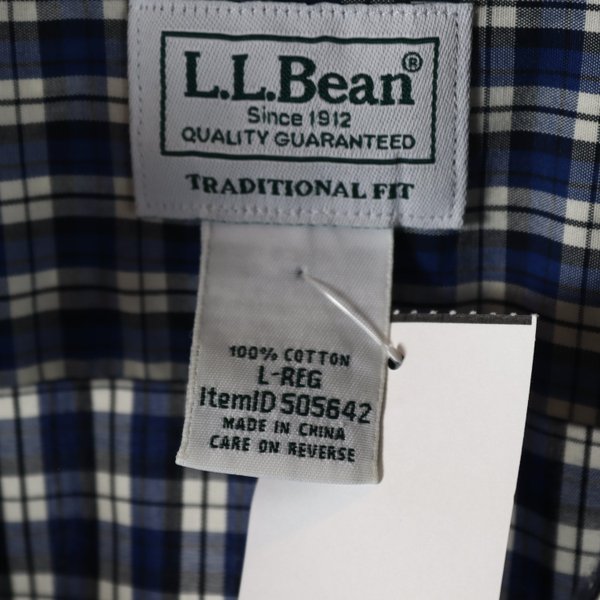 L.L.Bean®
Since 1912
QUALITY GUARANTEED
TRADITIONAL FIT
100% COTTON
L-REG
ItemID 505642
MADE IN CHINA
CARE ON REVERSE